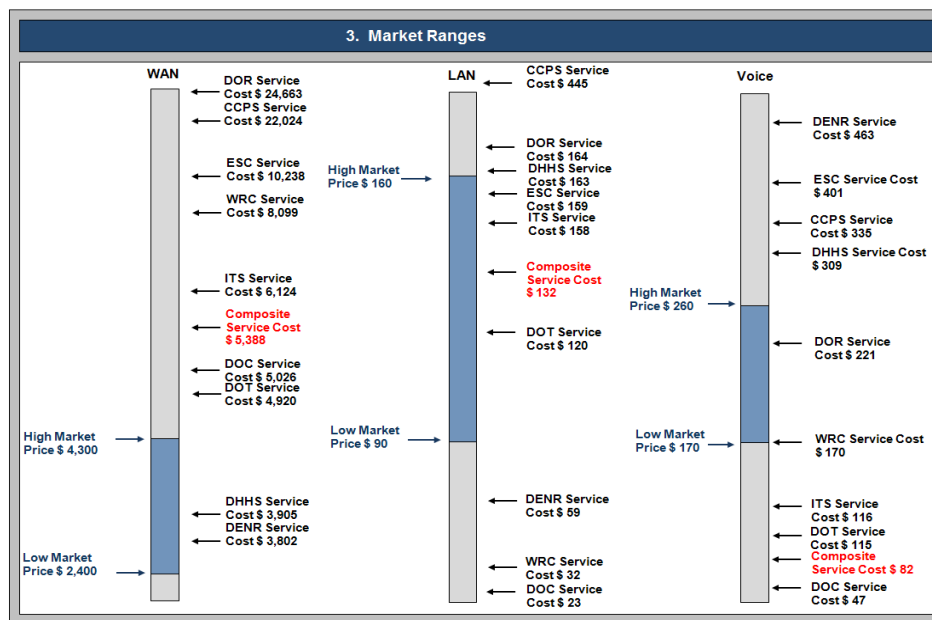 3. Market Ranges
WAN
DOR Service
Cost $ 24,663
CCPS Service
Cost $ 22,024
ESC Service
Cost $ 10,238
WRC Service
Cost $ 8,099
ITS Service
Cost $ 6,124
Composite
Service Cost
$ 5,388
DOC Service
Cost $ 5,026
DOT Service
Cost $ 4,920
High Market
Price $ 4,300
DHHS Service
Cost $ 3,905
DENR Service
Cost $ 3,802
Low Market
Price $ 2,400
LAN
CCPS Service
Cost $ 445
DOR Service
Cost $ 164
DHHS Service
Cost $ 163
High Market
Price $ 160
ESC Service
Cost $ 159
ITS Service
Cost $ 158
Composite
Service Cost
$ 132
DOT Service
Cost $ 120
Low Market
Price $ 90
DENR Service
Cost $ 59
WRC Service
Cost $ 32
DOC Service
Cost $ 23
Voice
DENR Service
Cost $ 463
ESC Service Cost
$ 401
CCPS Service
Cost $ 335
DHHS Service Cost
$ 309
High Market
Price $ 260
DOR Service
Cost $ 221
Low Market
Price $ 170
WRC Service Cost
$ 170
ITS Service
Cost $ 116
DOT Service
Cost $ 115
Composite
Service Cost $ 82
DOC Service
Cost $ 47